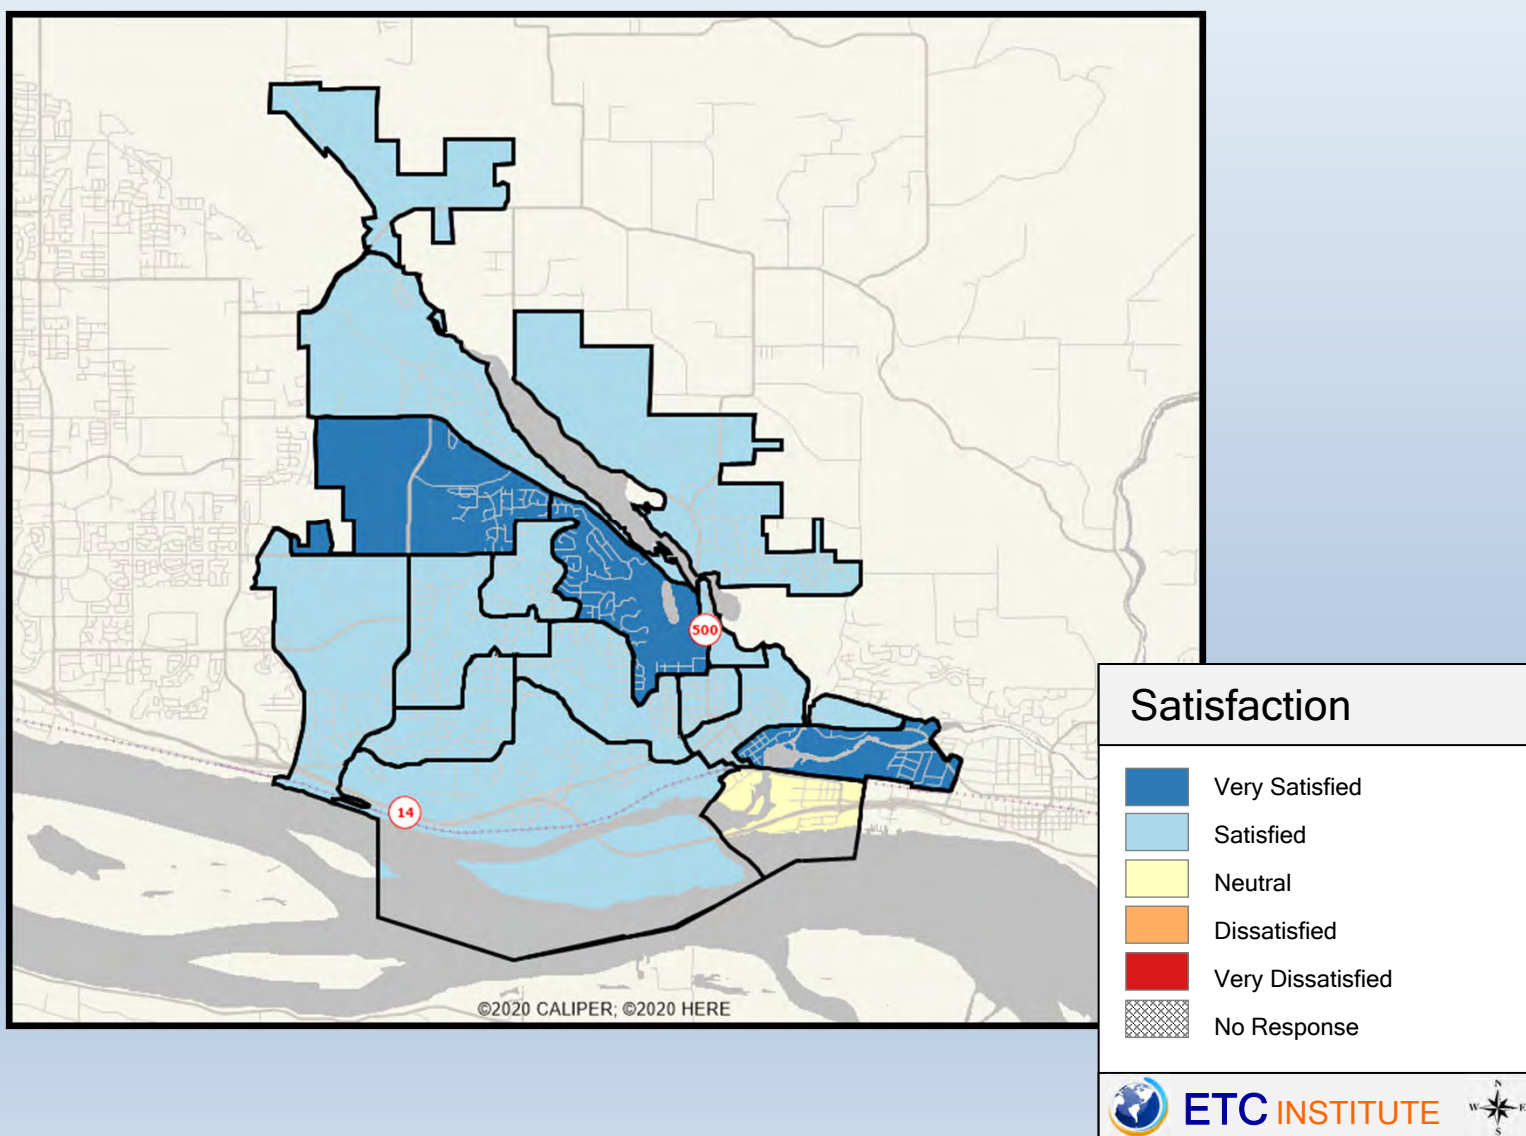 500
14
©2020 CALIPER; ©2020 HERE
Satisfaction
Very Satisfied
Satisfied
Neutral
Dissatisfied
Very Dissatisfied
No Response
ETC INSTITUTE
N
W E
S